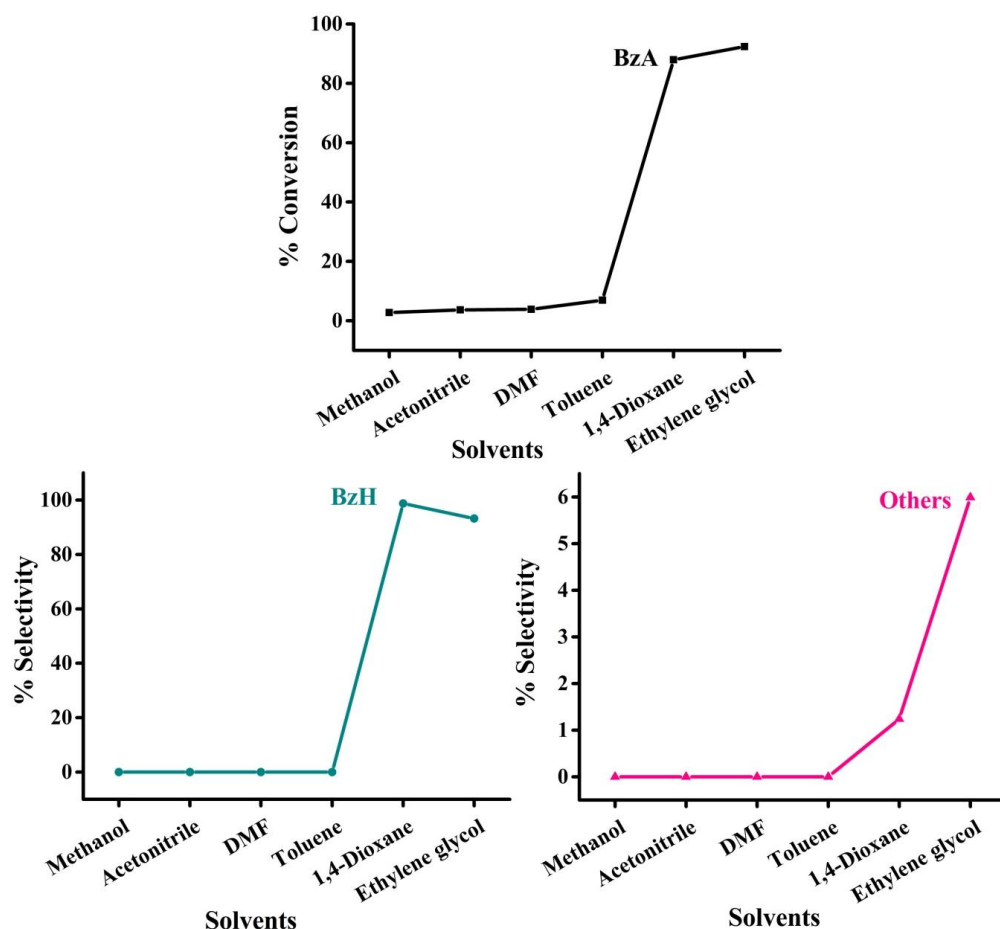 100
80
60
40
20
0
% Conversion
BzA
Methanol
Acetonitrile
DMF
Toluene
1,4-Dioxane
Ethylene glycol
Solvents
100
80
60
40
20
0
% Selectivity
BzH
Methanol
Acetonitrile
DMF
Toluene
1,4-Dioxane
Ethylene glycol
Solvents
6
5
4
3
2
1
0
% Selectivity
Others
Methanol
Acetonitrile
DMF
Toluene
1,4-Dioxane
Ethylene glycol
Solvents